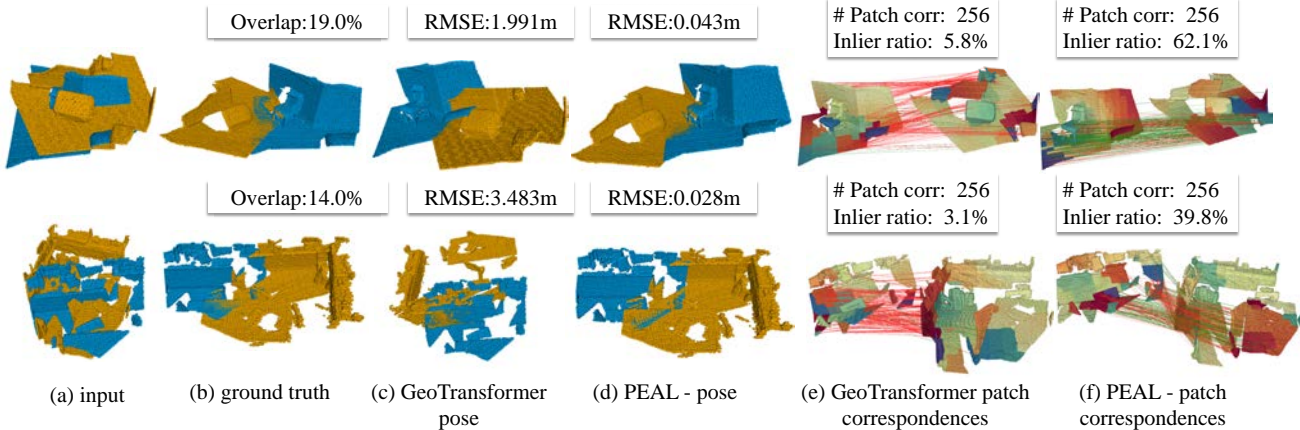 Overlap:19.0%
RMSE:1.991m
RMSE:0.043m
# Patch corr: 256
Inlier ratio: 5.8%
# Patch corr: 256
Inlier ratio: 62.1%
Overlap:14.0%
RMSE:3.483m
RMSE:0.028m
# Patch corr: 256
Inlier ratio: 3.1%
# Patch corr: 256
Inlier ratio: 39.8%
(a) input
(b) ground truth
(c) GeoTransformer
pose
(d) PEAL - pose
(e) GeoTransformer patch
correspondences
(f) PEAL - patch
correspondences